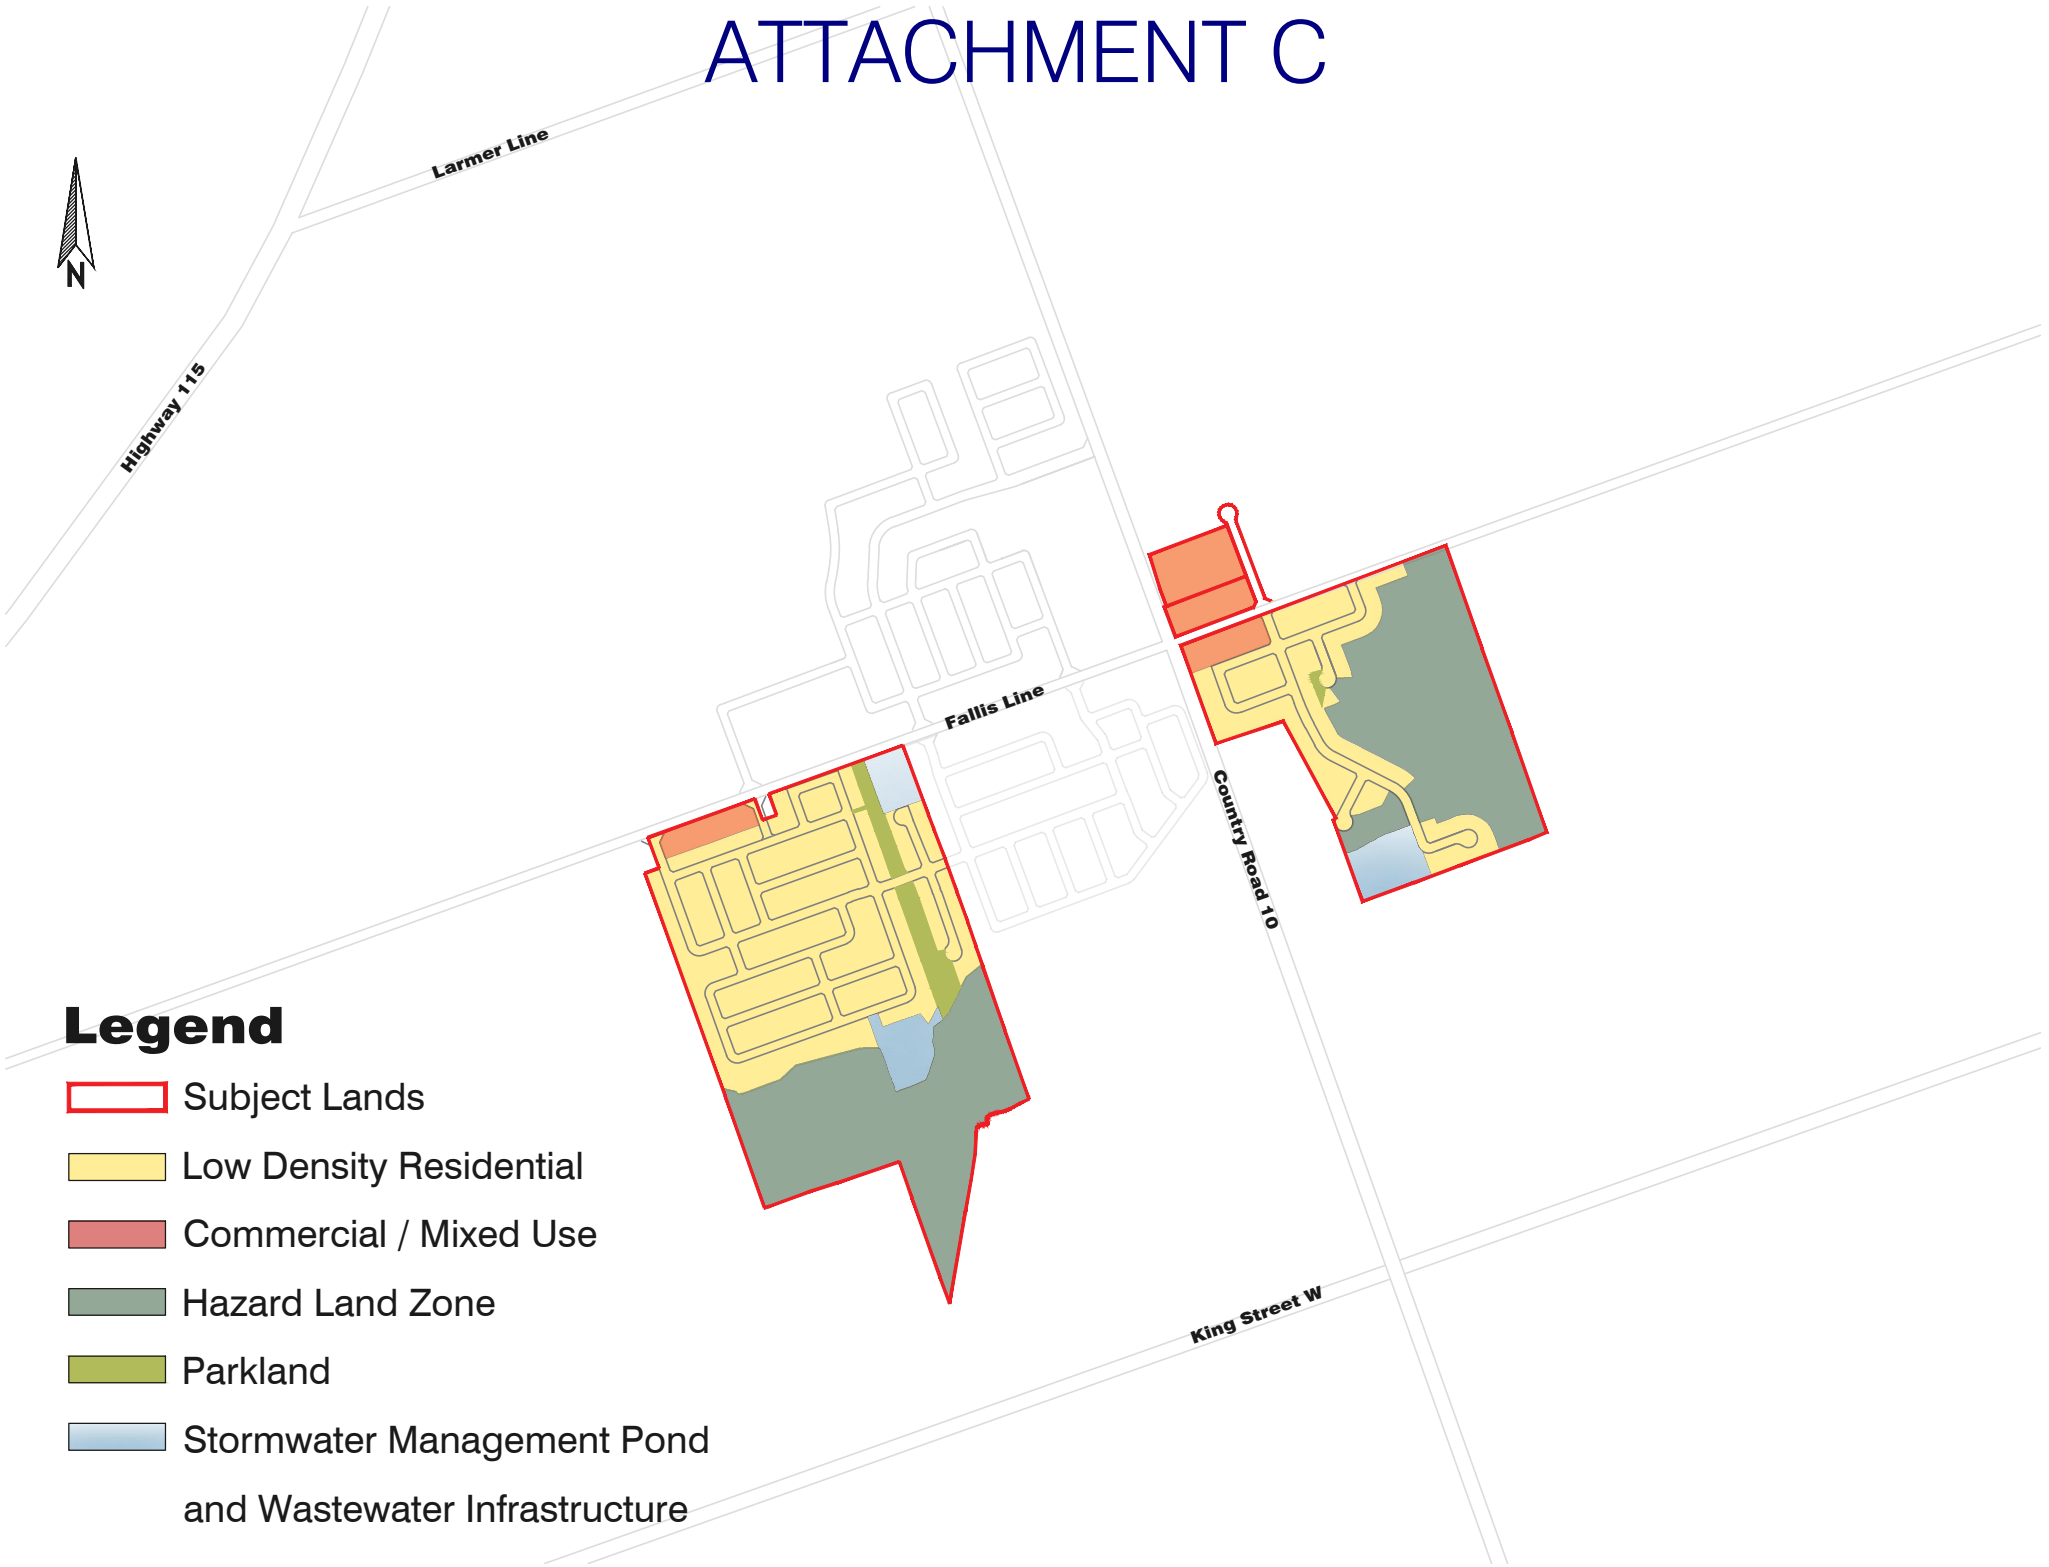 ATTACHMENT C
Larmer Line
N
Highway 115
Fallis Line
Country Road 10
King Street W
Legend
Subject Lands
Low Density Residential
Commercial / Mixed Use
Hazard Land Zone
Parkland
Stormwater Management Pond
and Wastewater Infrastructure